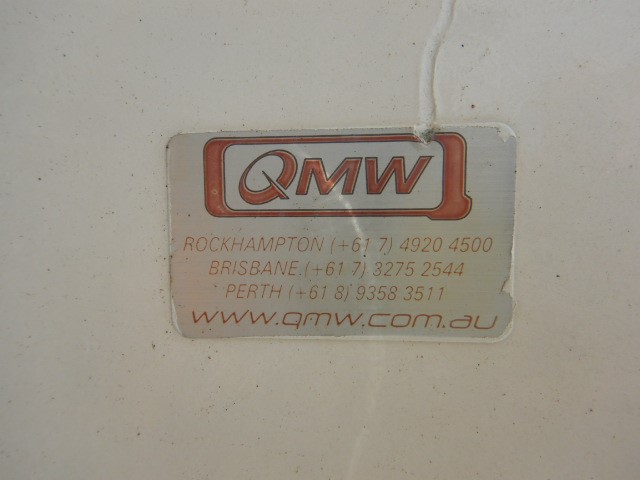 QMW
ROCKHAMPTON (+61 7) 4920 4500
BRISBANE (+61 7) 3275 2544
PERTH (+61 8) 9358 3511
www.qmw.com.au